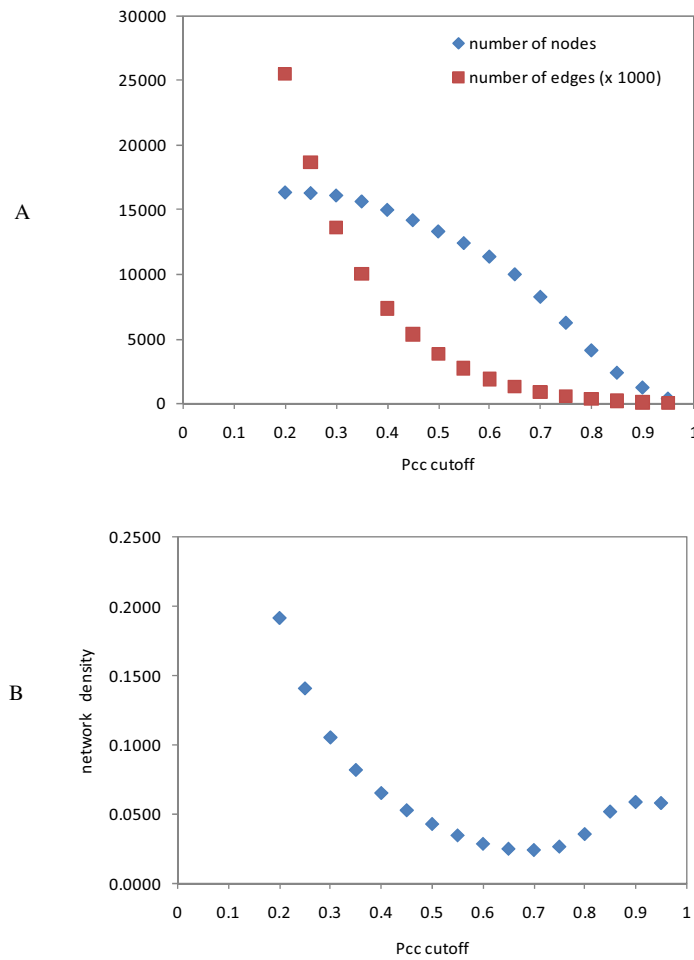 A
30000
25000
20000
15000
10000
5000
0
number of nodes
number of edges (x 1000)
0 0.1 0.2 0.3 0.4 0.5 0.6 0.7 0.8 0.9 1
Pcc cutoff
B
network density
0.2500
0.2000
0.1500
0.1000
0.0500
0.0000
0 0.1 0.2 0.3 0.4 0.5 0.6 0.7 0.8 0.9 1
Pcc cutoff